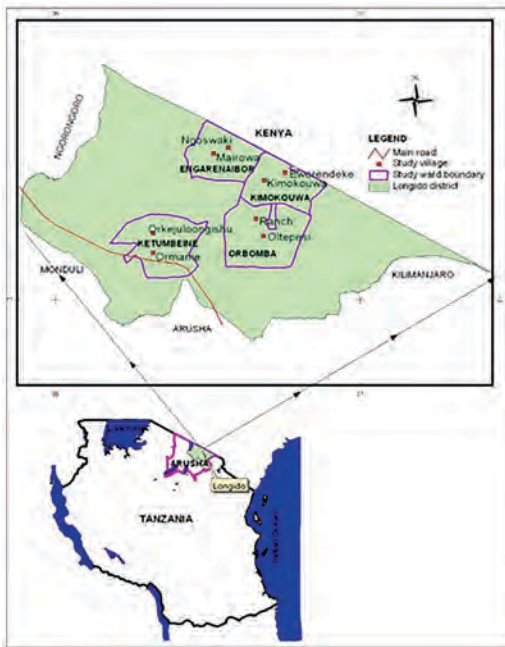 NGORONGORO
KENYA
Ngoswaki
Mairowa
ENGARENAIBOR
Eworendeke
Kimokouwa
KIMOKOUWA
Ranch
Oltepesi
ORBOMBA
Orkejuloongishu
KETUMBEINE
Ormanie
MONDULI
ARUSHA
KILIMANJARO
LEGEND
Main road
Study village
Study ward boundary
Longido district
ARUSHA
Longido
TANZANIA